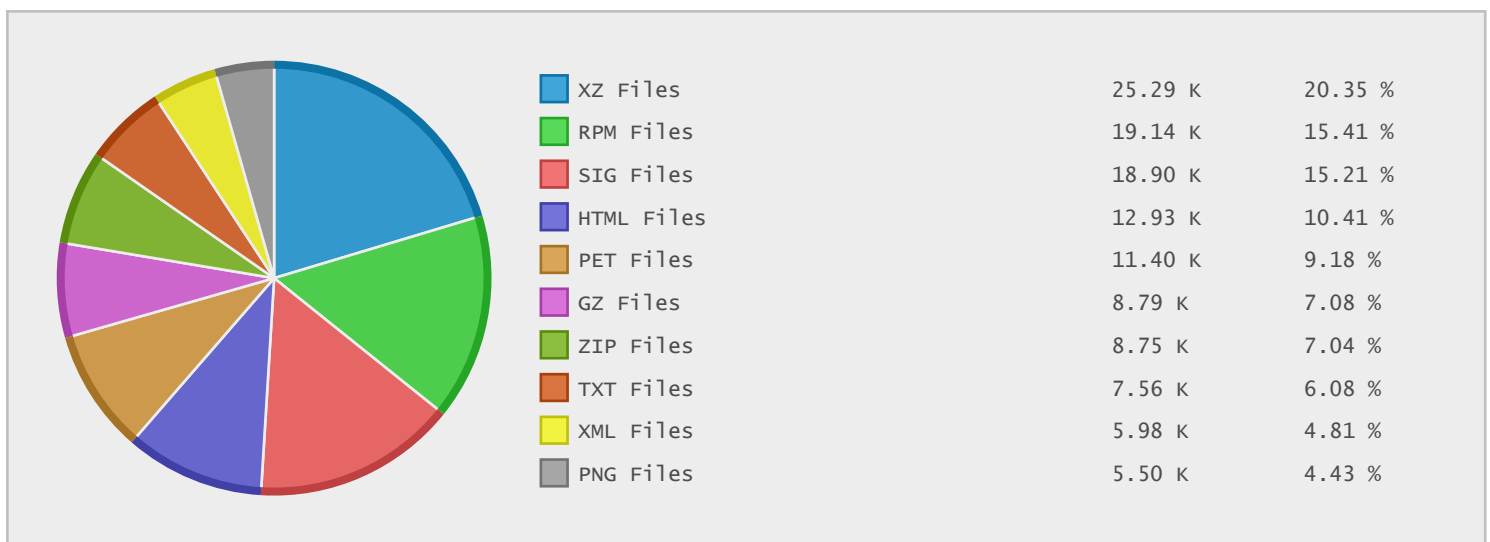 XZ Files 25.29 K 20.35 %
RPM Files 19.14 K 15.41 %
SIG Files 18.90 K 15.21 %
HTML Files 12.93 K 10.41 %
PET Files 11.40 K 9.18 %
GZ Files 8.79 K 7.08 %
ZIP Files 8.75 K 7.04 %
TXT Files 7.56 K 6.08 %
XML Files 5.98 K 4.81 %
PNG Files 5.50 K 4.43 %